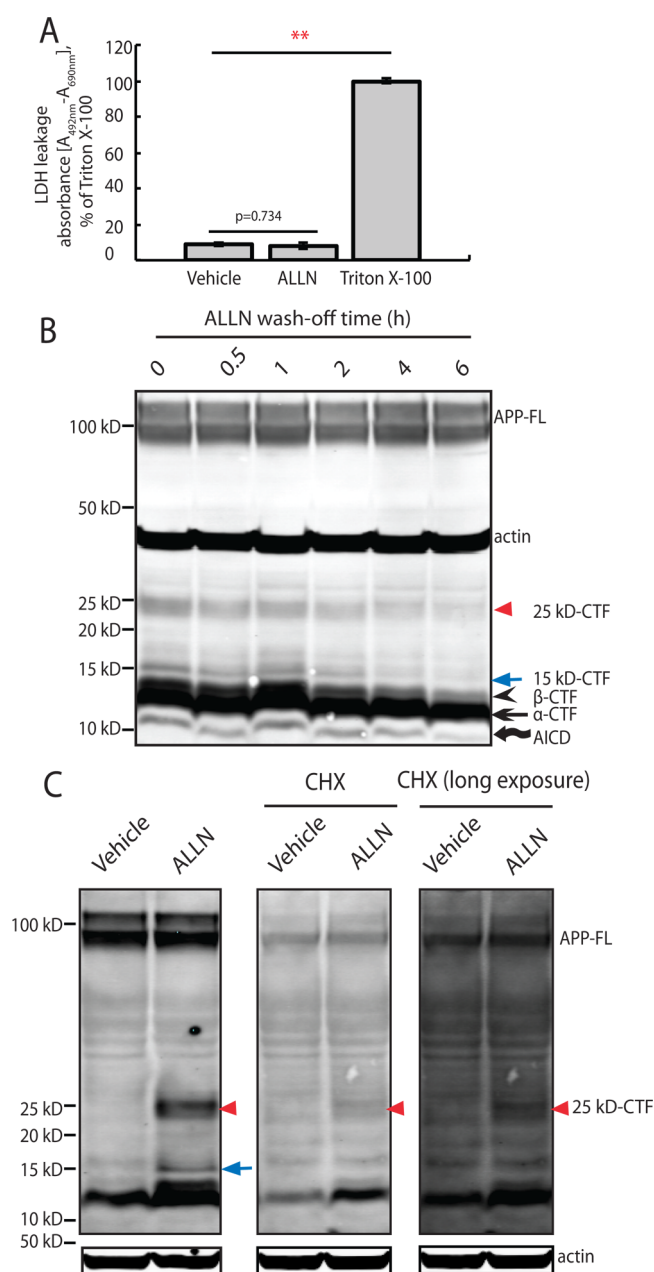 A
LDH leakage
absorbance [A492nm-A690nm],
% of Triton X-100
120
100
80
60
40
20
0
**
p=0.734
Vehicle
ALLN
Triton X-100
B
ALLN wash-off time (h)
0
0.5
1
2
4
6
100 kD
50 kD
25 kD
20 kD
15 kD
10 kD
APP-FL
actin
25 kD-CTF
15 kD-CTF
β-CTF
α-CTF
AICD
C
CHX
CHX (long exposure)
Vehicle
ALLN
Vehicle
ALLN
Vehicle
ALLN
100 kD
25 kD
20 kD
15 kD
10 kD
50 kD
APP-FL
25 kD-CTF
actin